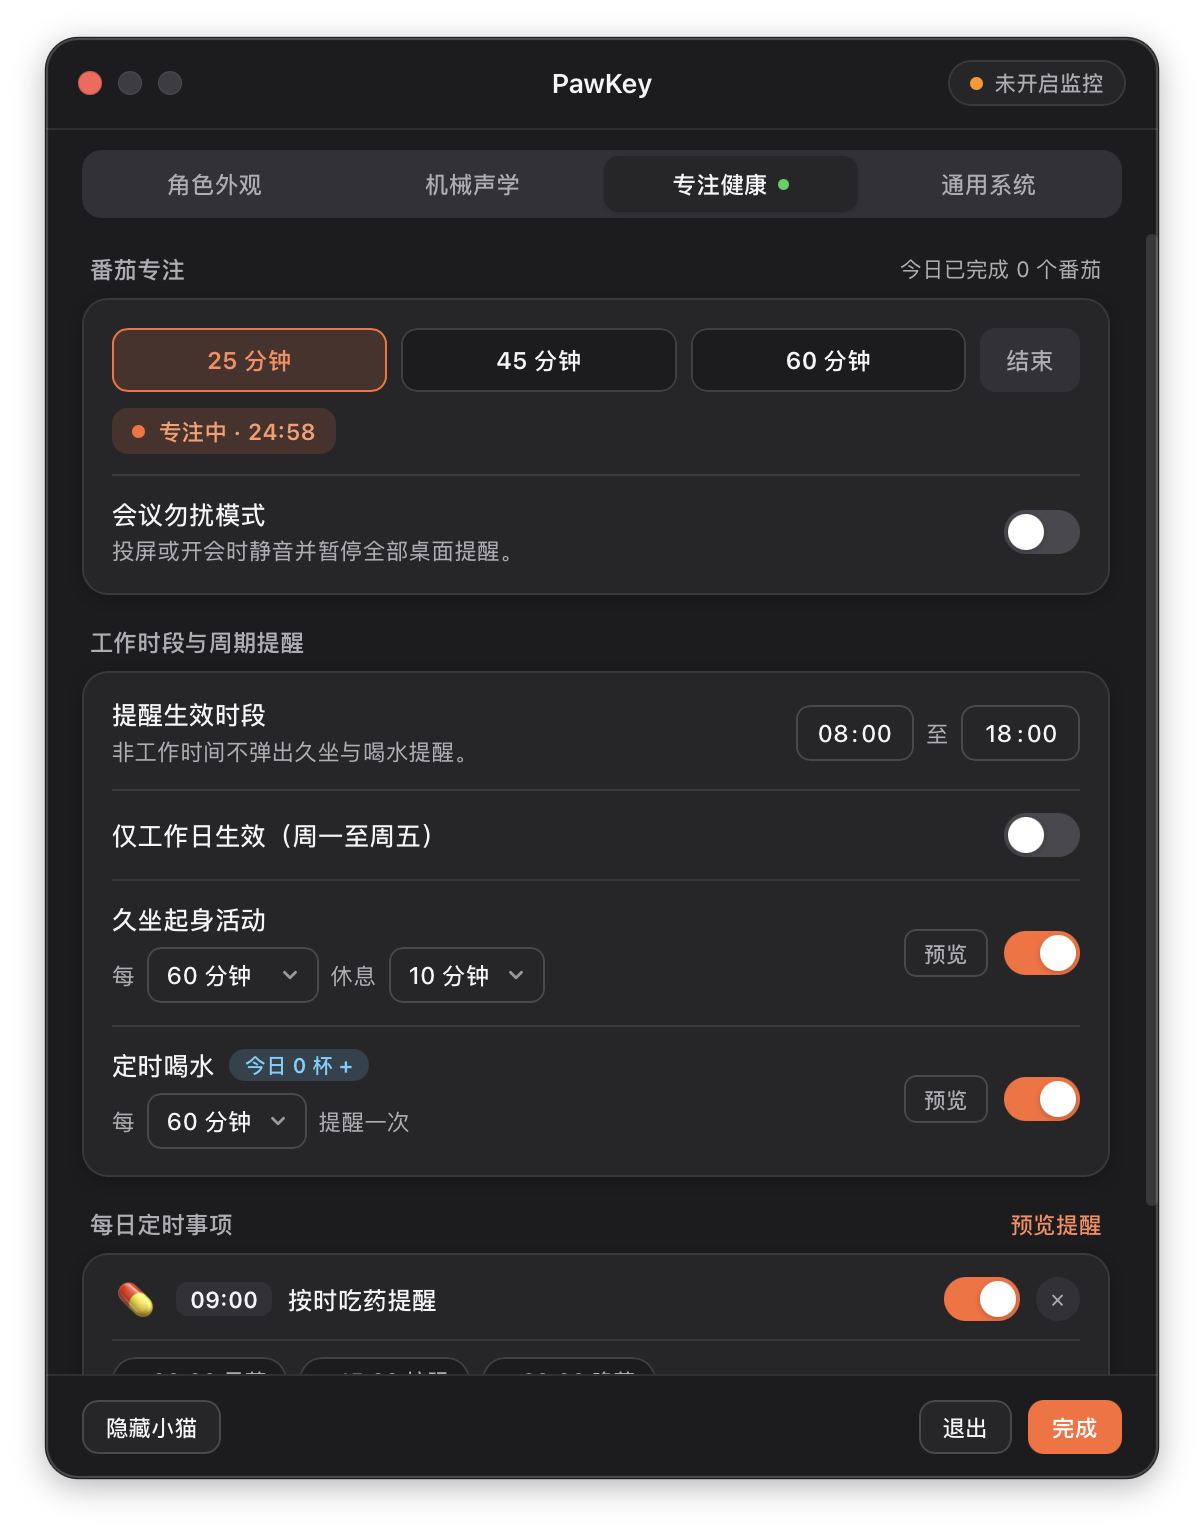 PawKey
未开启监控
角色外观 机械声学 专注健康 通用系统
番茄专注 今日已完成 0 个番茄
25 分钟 45 分钟 60 分钟 结束
专注中 · 24:58
会议勿扰模式
投屏或开会时静音并暂停全部桌面提醒。
工作时段与周期提醒
提醒生效时段
非工作时间不弹出久坐与喝水提醒。
08:00 至 18:00
仅工作日生效（周一至周五）
久坐起身活动
每 60 分钟 休息 10 分钟
预览
定时喝水 今日 0 杯 +
每 60 分钟 提醒一次
预览
每日定时事项 预览提醒
09:00 按时吃药提醒 ×
隐藏小猫 退出 完成